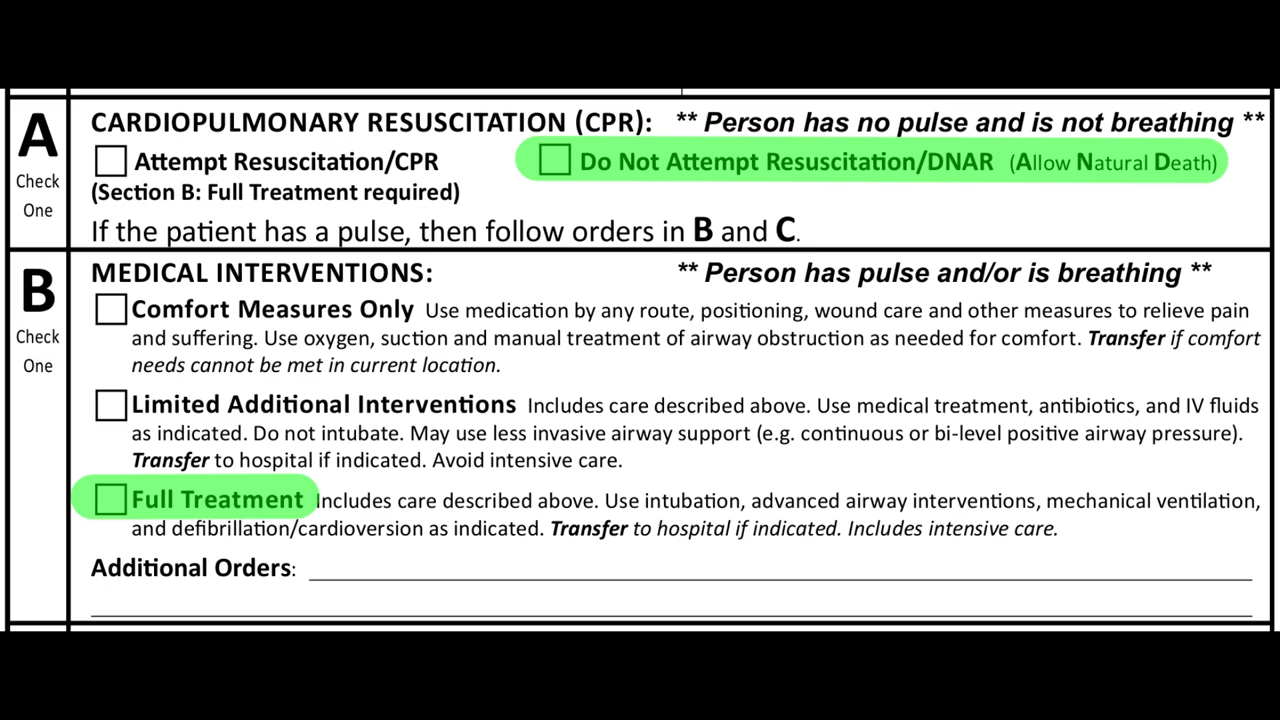 A
Check
One
CARDIOPULMONARY RESUSCITATION (CPR): ** Person has no pulse and is not breathing **
Attempt Resuscitation/CPR Do Not Attempt Resuscitation/DNAR (Allow Natural Death)
(Section B: Full Treatment required)
If the patient has a pulse, then follow orders in B and C.
B
Check
One
MEDICAL INTERVENTIONS: ** Person has pulse and/or is breathing **
Comfort Measures Only Use medication by any route, positioning, wound care and other measures to relieve pain
and suffering. Use oxygen, suction and manual treatment of airway obstruction as needed for comfort. Transfer if comfort
needs cannot be met in current location.
Limited Additional Interventions Includes care described above. Use medical treatment, antibiotics, and IV fluids
as indicated. Do not intubate. May use less invasive airway support (e.g. continuous or bi-level positive airway pressure).
Transfer to hospital if indicated. Avoid intensive care.
Full Treatment Includes care described above. Use intubation, advanced airway interventions, mechanical ventilation,
and defibrillation/cardioversion as indicated. Transfer to hospital if indicated. Includes intensive care.
Additional Orders: